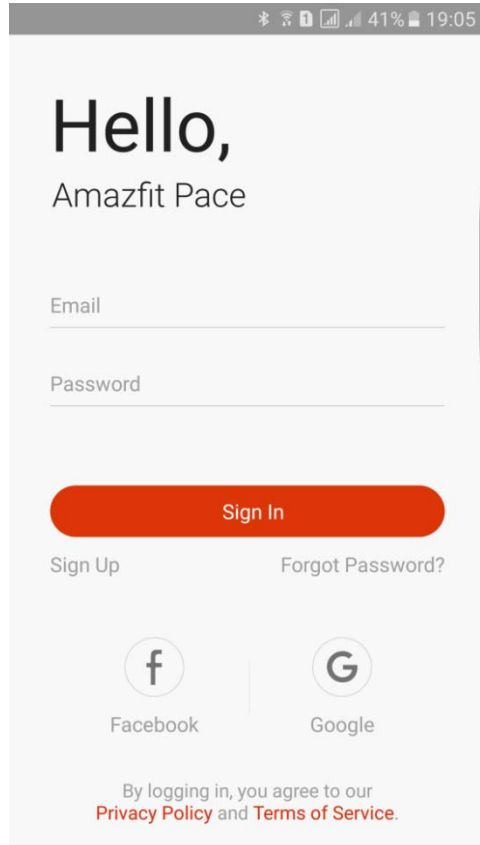 1 41% 19:05
Hello,
Amazfit Pace
Email
Password
Sign In
Sign Up Forgot Password?
f G
Facebook Google
By logging in, you agree to our
Privacy Policy and Terms of Service.